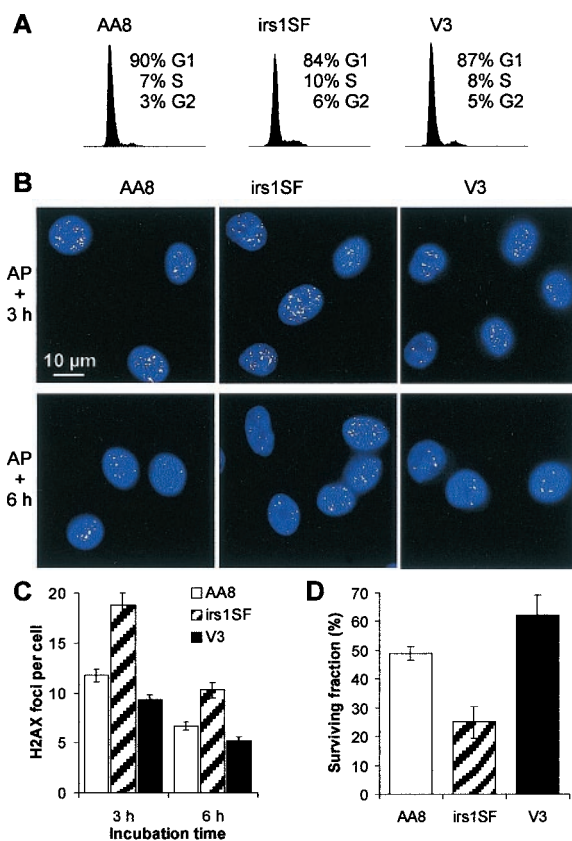 A
AA8
irs1SF
V3
90% G1
7% S
3% G2
84% G1
10% S
6% G2
87% G1
8% S
5% G2
B
AA8
irs1SF
V3
AP
+
3 h
10 µm
AP
+
6 h
C
20
15
10
5
0
H2AX foci per cell
AA8
irs1SF
V3
3 h
6 h
Incubation time
D
70
60
50
40
30
20
10
0
Surviving fraction (%)
AA8
irs1SF
V3